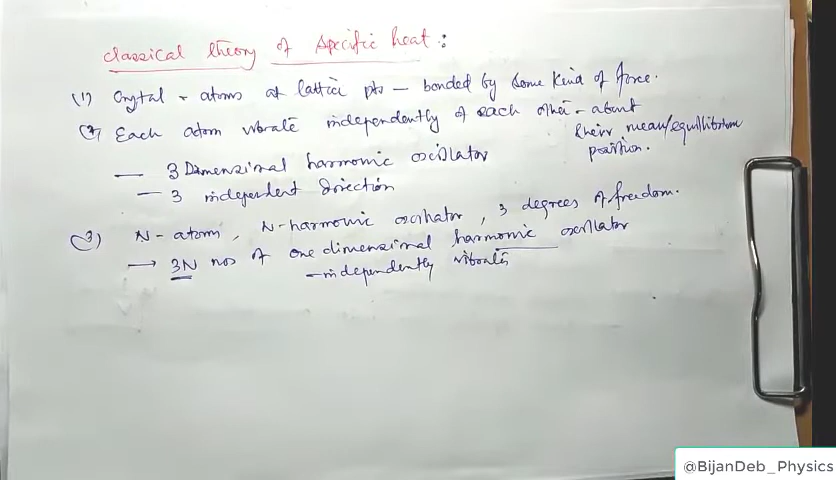 classical theory of specific heat :
(1) Crystal - atoms at lattice pts - bonded by some kind of force.
(2) Each atom vibrate independently of each other - about their mean/equilibrium position.
— 3 Dimensional harmonic oscillator
— 3 independent direction
(3) N-atom, N-harmonic oscillator, 3 degrees of freedom.
→ 3N nos of one dimensional harmonic oscillator
- independently vibrate
@BijanDeb_Physics